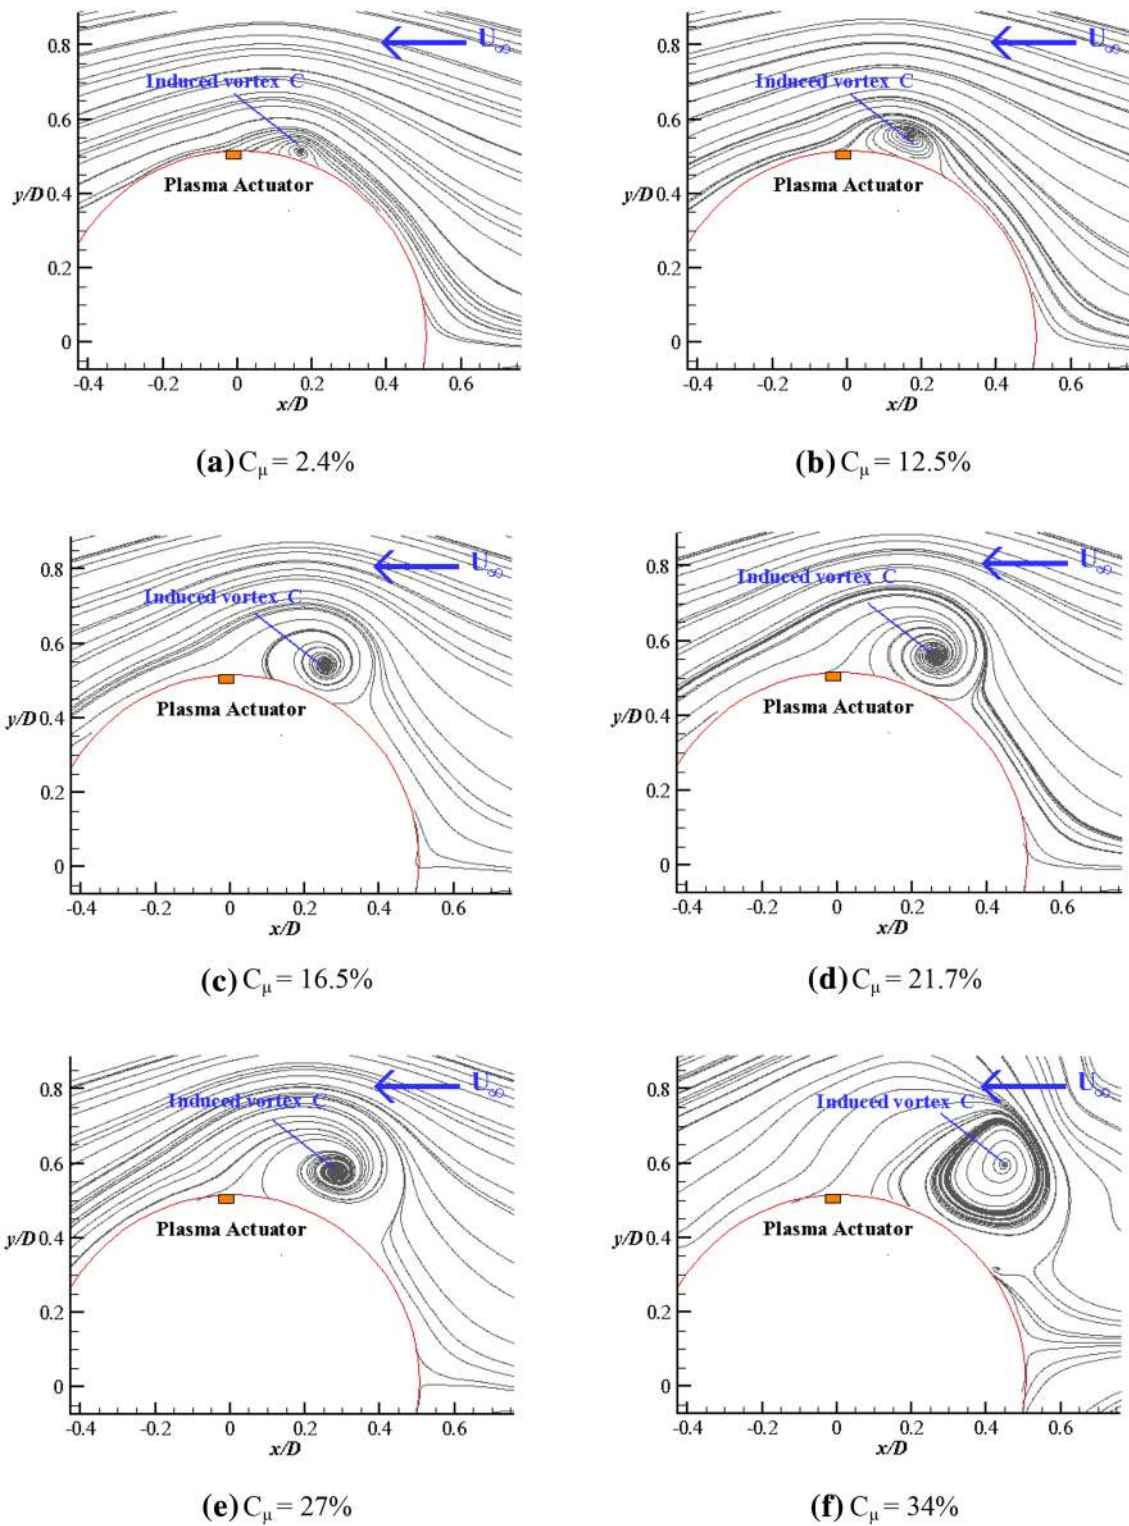 0.8
U∞
Induced vortex C
0.6
Plasma Actuator
y/D 0.4
0.2
0
-0.4 -0.2 0 0.2 0.4 0.6
x/D
(a) Cμ = 2.4%
0.8
U∞
Induced vortex C
0.6
Plasma Actuator
y/D 0.4
0.2
0
-0.4 -0.2 0 0.2 0.4 0.6
x/D
(b) Cμ = 12.5%
0.8
U∞
Induced vortex C
0.6
Plasma Actuator
y/D 0.4
0.2
0
-0.4 -0.2 0 0.2 0.4 0.6
x/D
(c) Cμ = 16.5%
0.8
U∞
Induced vortex C
0.6
Plasma Actuator
y/D 0.4
0.2
0
-0.4 -0.2 0 0.2 0.4 0.6
x/D
(d) Cμ = 21.7%
0.8
U∞
Induced vortex C
0.6
Plasma Actuator
y/D 0.4
0.2
0
-0.4 -0.2 0 0.2 0.4 0.6
x/D
(e) Cμ = 27%
0.8
U∞
Induced vortex C
0.6
Plasma Actuator
y/D 0.4
0.2
0
-0.4 -0.2 0 0.2 0.4 0.6
x/D
(f) Cμ = 34%